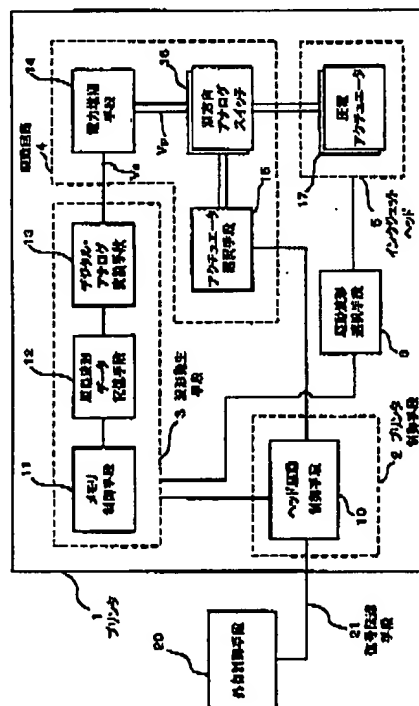 14
電力増幅
手段
駆動回路
4
16
双方向
アナログ
スイッチ
圧電
アクチュエータ
17
5
インクジェット
ヘッド
Vs
Vp
13
デジタル・
アナログ
変換手段
15
アクチュエータ
選択手段
12
駆動波形
データ
記憶手段
3 波形発生
手段
駆動波形
選択手段
11
メモリ
制御手段
ヘッド駆動
制御手段
10
2 プリンタ
制御手段
1
プリンタ
20
外部制御手段
21
信号伝送
手段